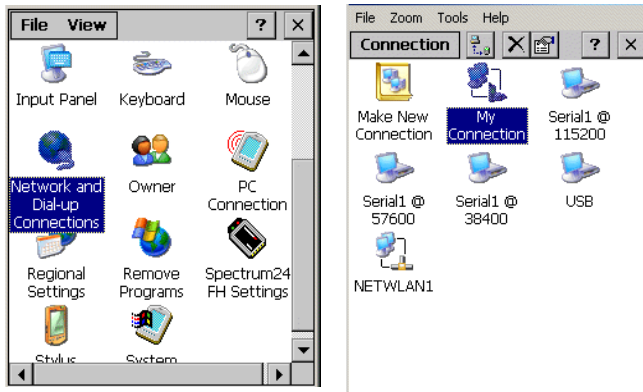 File View ? ×
Input Panel Keyboard Mouse
Network and Dial-up Connections
Owner
PC Connection
Regional Settings
Remove Programs
Spectrum24 FH Settings
Stylus System
File Zoom Tools Help
Connection ? ×
Make New Connection
My Connection
Serial1 @ 115200
Serial1 @ 57600
Serial1 @ 38400
USB
NETWLAN1